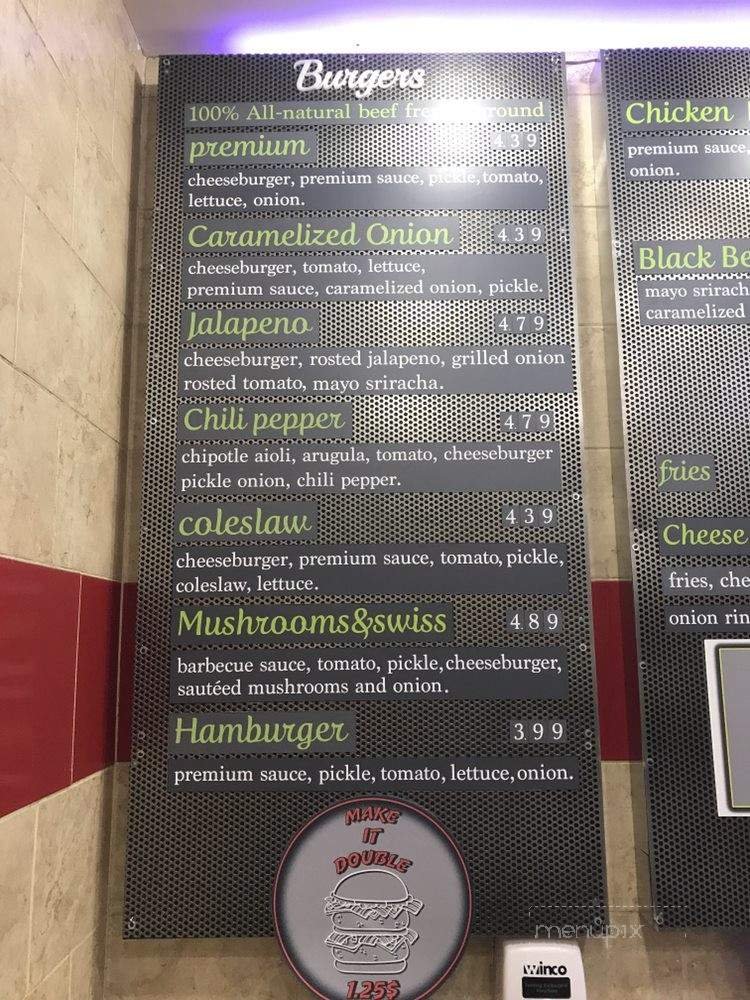 Burgers
100% All-natural beef ground
premium 4.39
cheeseburger, premium sauce, pickle, tomato,
lettuce, onion.
Caramelized Onion 4.39
cheeseburger, tomato, lettuce,
premium sauce, caramelized onion, pickle.
Jalapeno 4.79
cheeseburger, rosted jalapeno, grilled onion
rosted tomato, mayo sriracha.
Chili pepper 4.79
chipotle aioli, arugula, tomato, cheeseburger
pickle onion, chili pepper.
coleslaw 4.39
cheeseburger, premium sauce, tomato, pickle,
coleslaw, lettuce.
Mushrooms&swiss 4.89
barbecue sauce, tomato, pickle, cheeseburger,
sautéed mushrooms and onion.
Hamburger 3.99
premium sauce, pickle, tomato, lettuce, onion.
MAKE
IT
DOUBLE
1.25$
Chicken
premium sauce,
onion.
Black Be
mayo srirach
caramelized
fries
Cheese
fries, che
onion rin
menupix
winco